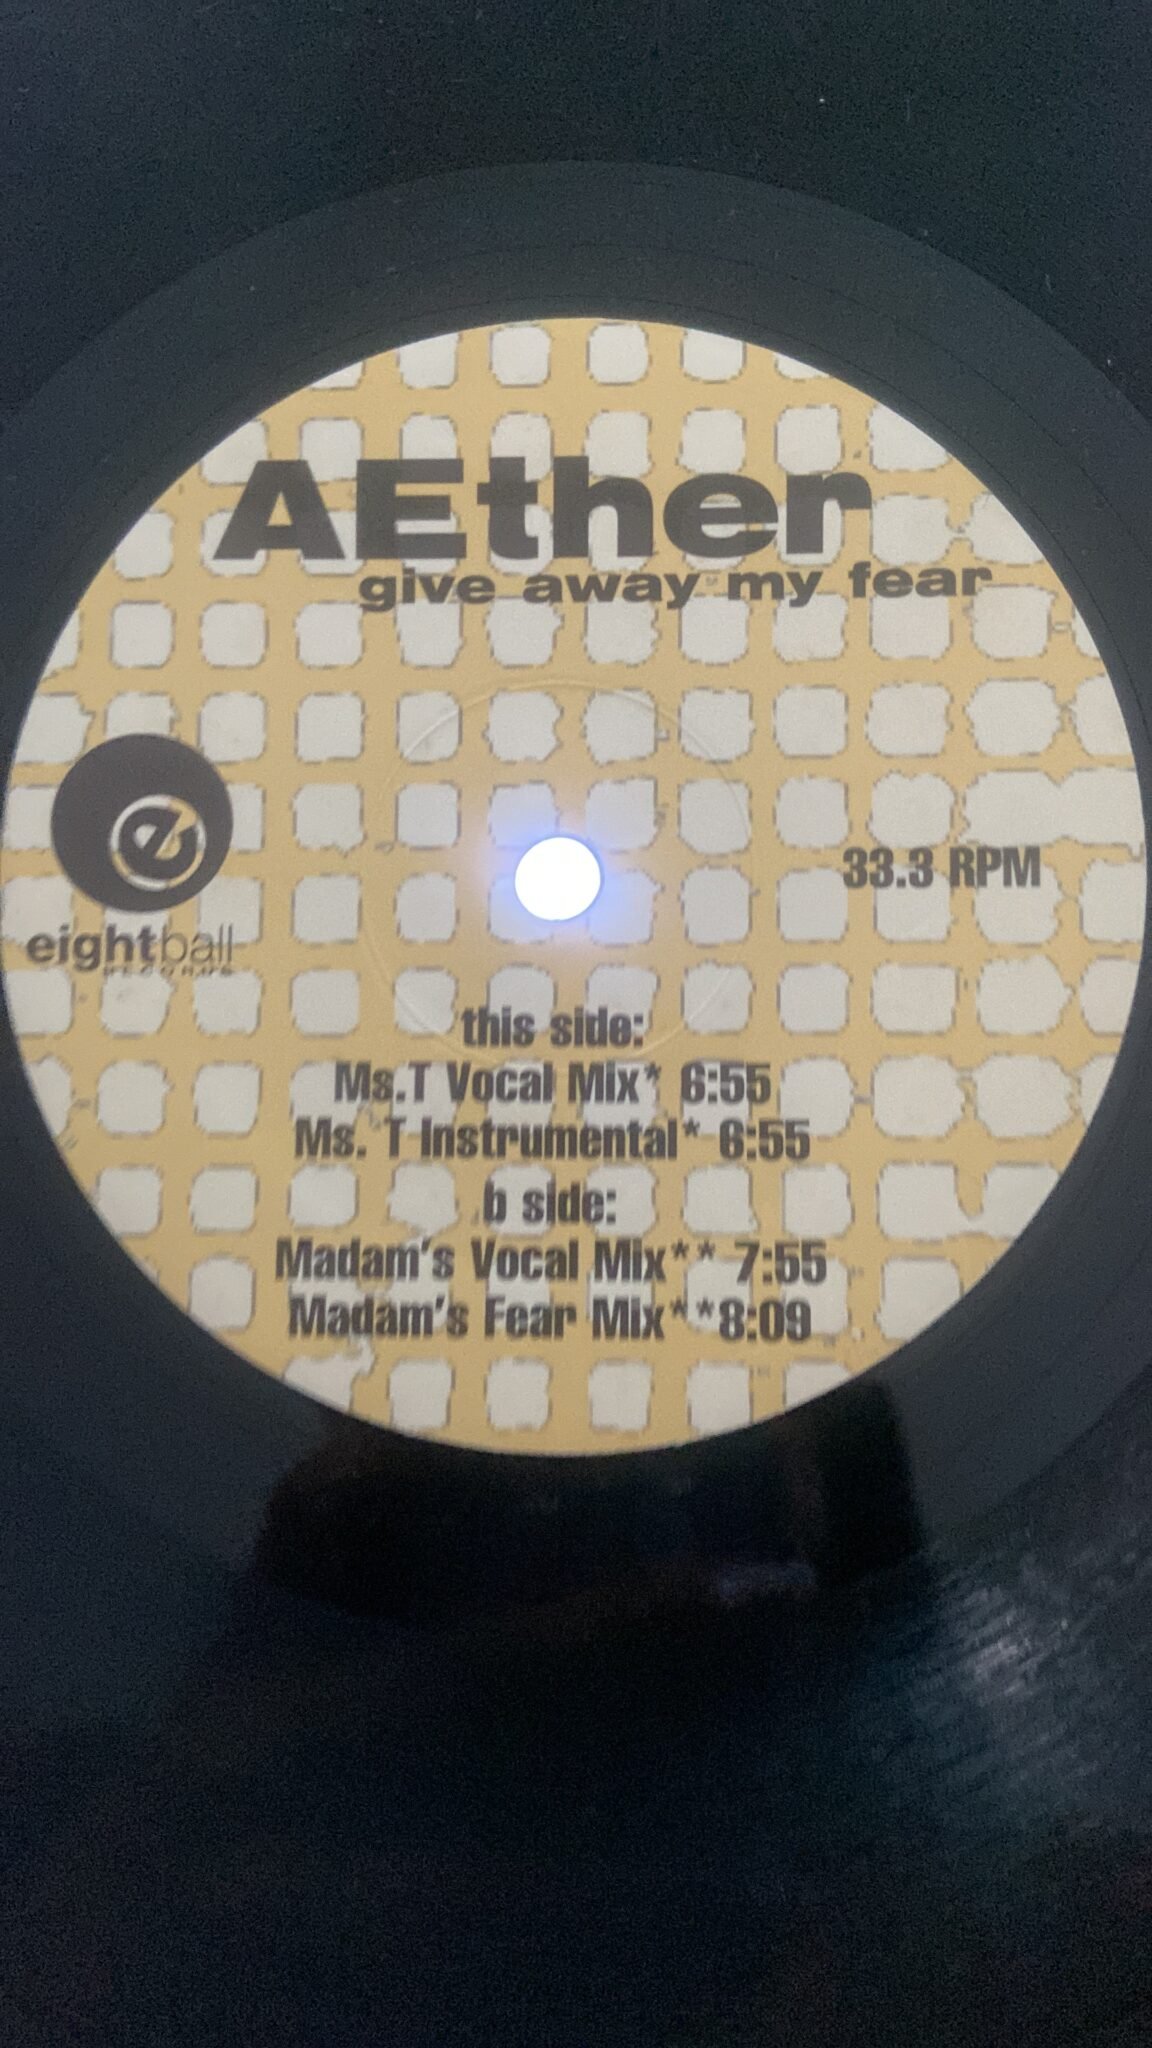 AEther
give away my fear
e
eightball
RECORDS
33.3 RPM
this side:
Ms.T Vocal Mix* 6:55
Ms. T Instrumental* 6:55
b side:
Madam's Vocal Mix** 7:55
Madam's Fear Mix**8:09